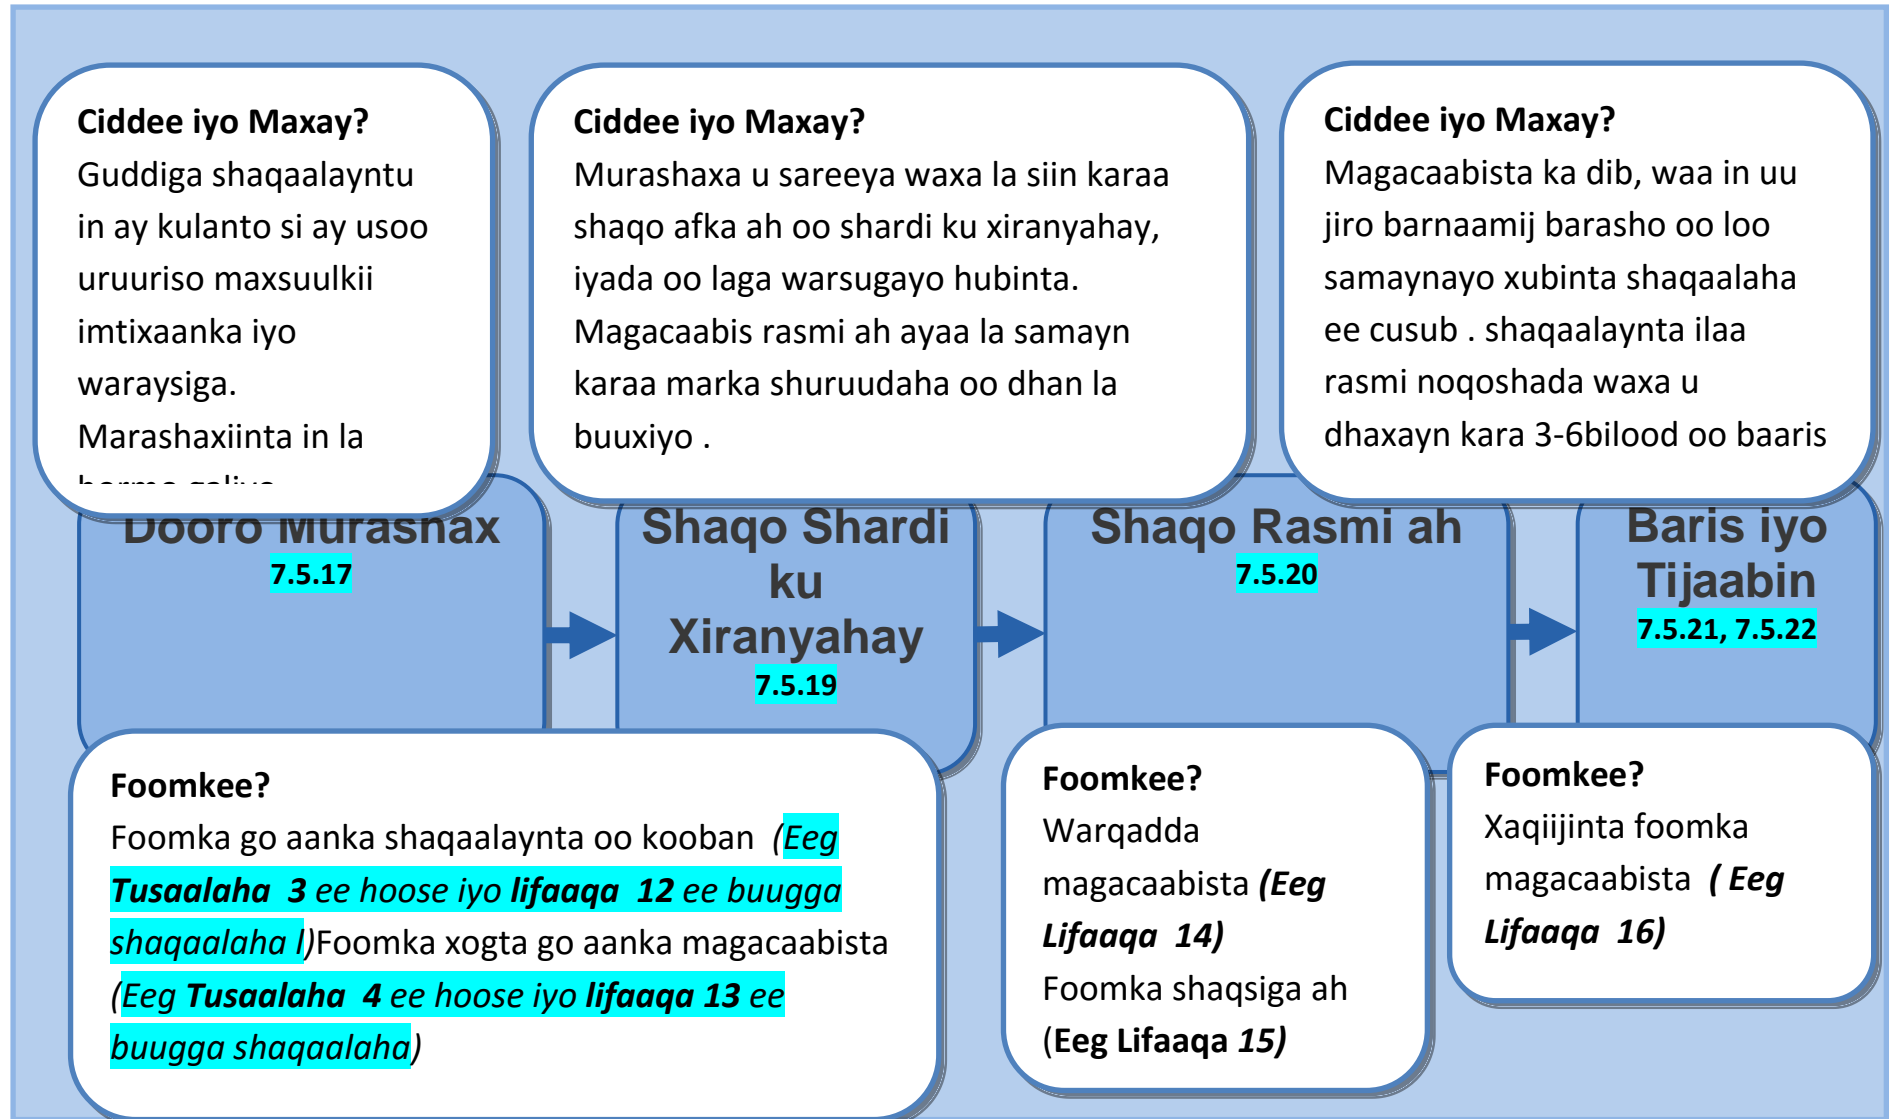 Ciddee iyo Maxay?
Guddiga shaqaalayntu
in ay kulanto si ay usoo
uruuriso maxsuulkii
imtixaanka iyo
waraysiga.
Marashaxiinta in la
Ciddee iyo Maxay?
Murashaxa u sareeya waxa la siin karaa
shaqo afka ah oo shardi ku xiranyahay,
iyada oo laga warsugayo hubinta.
Magacaabis rasmi ah ayaa la samayn
karaa marka shuruudaha oo dhan la
buuxiyo .
Ciddee iyo Maxay?
Magacaabista ka dib, waa in uu
jiro barnaamij barasho oo loo
samaynayo xubinta shaqaalaha
ee cusub . shaqaalaynta ilaa
rasmi noqoshada waxa u
dhaxayn kara 3-6bilood oo baaris
Dooro Murashax
7.5.17
Shaqo Shardi
ku
Xiranyahay
7.5.19
Shaqo Rasmi ah
7.5.20
Baris iyo
Tijaabin
7.5.21, 7.5.22
Foomkee?
Foomka go aanka shaqaalaynta oo kooban (Eeg
Tusaalaha 3 ee hoose iyo lifaaqa 12 ee buugga
shaqaalaha l)Foomka xogta go aanka magacaabista
(Eeg Tusaalaha 4 ee hoose iyo lifaaqa 13 ee
buugga shaqaalaha)
Foomkee?
Warqadda
magacaabista (Eeg
Lifaaqa 14)
Foomka shaqsiga ah
(Eeg Lifaaqa 15)
Foomkee?
Xaqiijinta foomka
magacaabista ( Eeg
Lifaaqa 16)